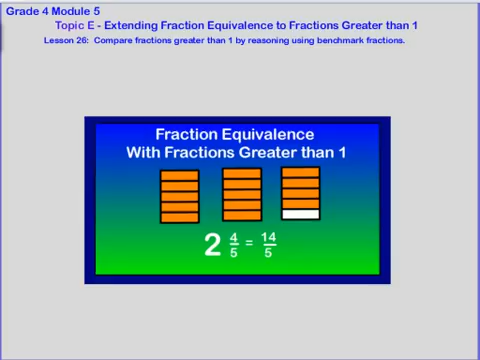 Grade 4 Module 5
Topic E - Extending Fraction Equivalence to Fractions Greater than 1
Lesson 26: Compare fractions greater than 1 by reasoning using benchmark fractions.
Fraction Equivalence
With Fractions Greater than 1
2 4/5 = 14/5